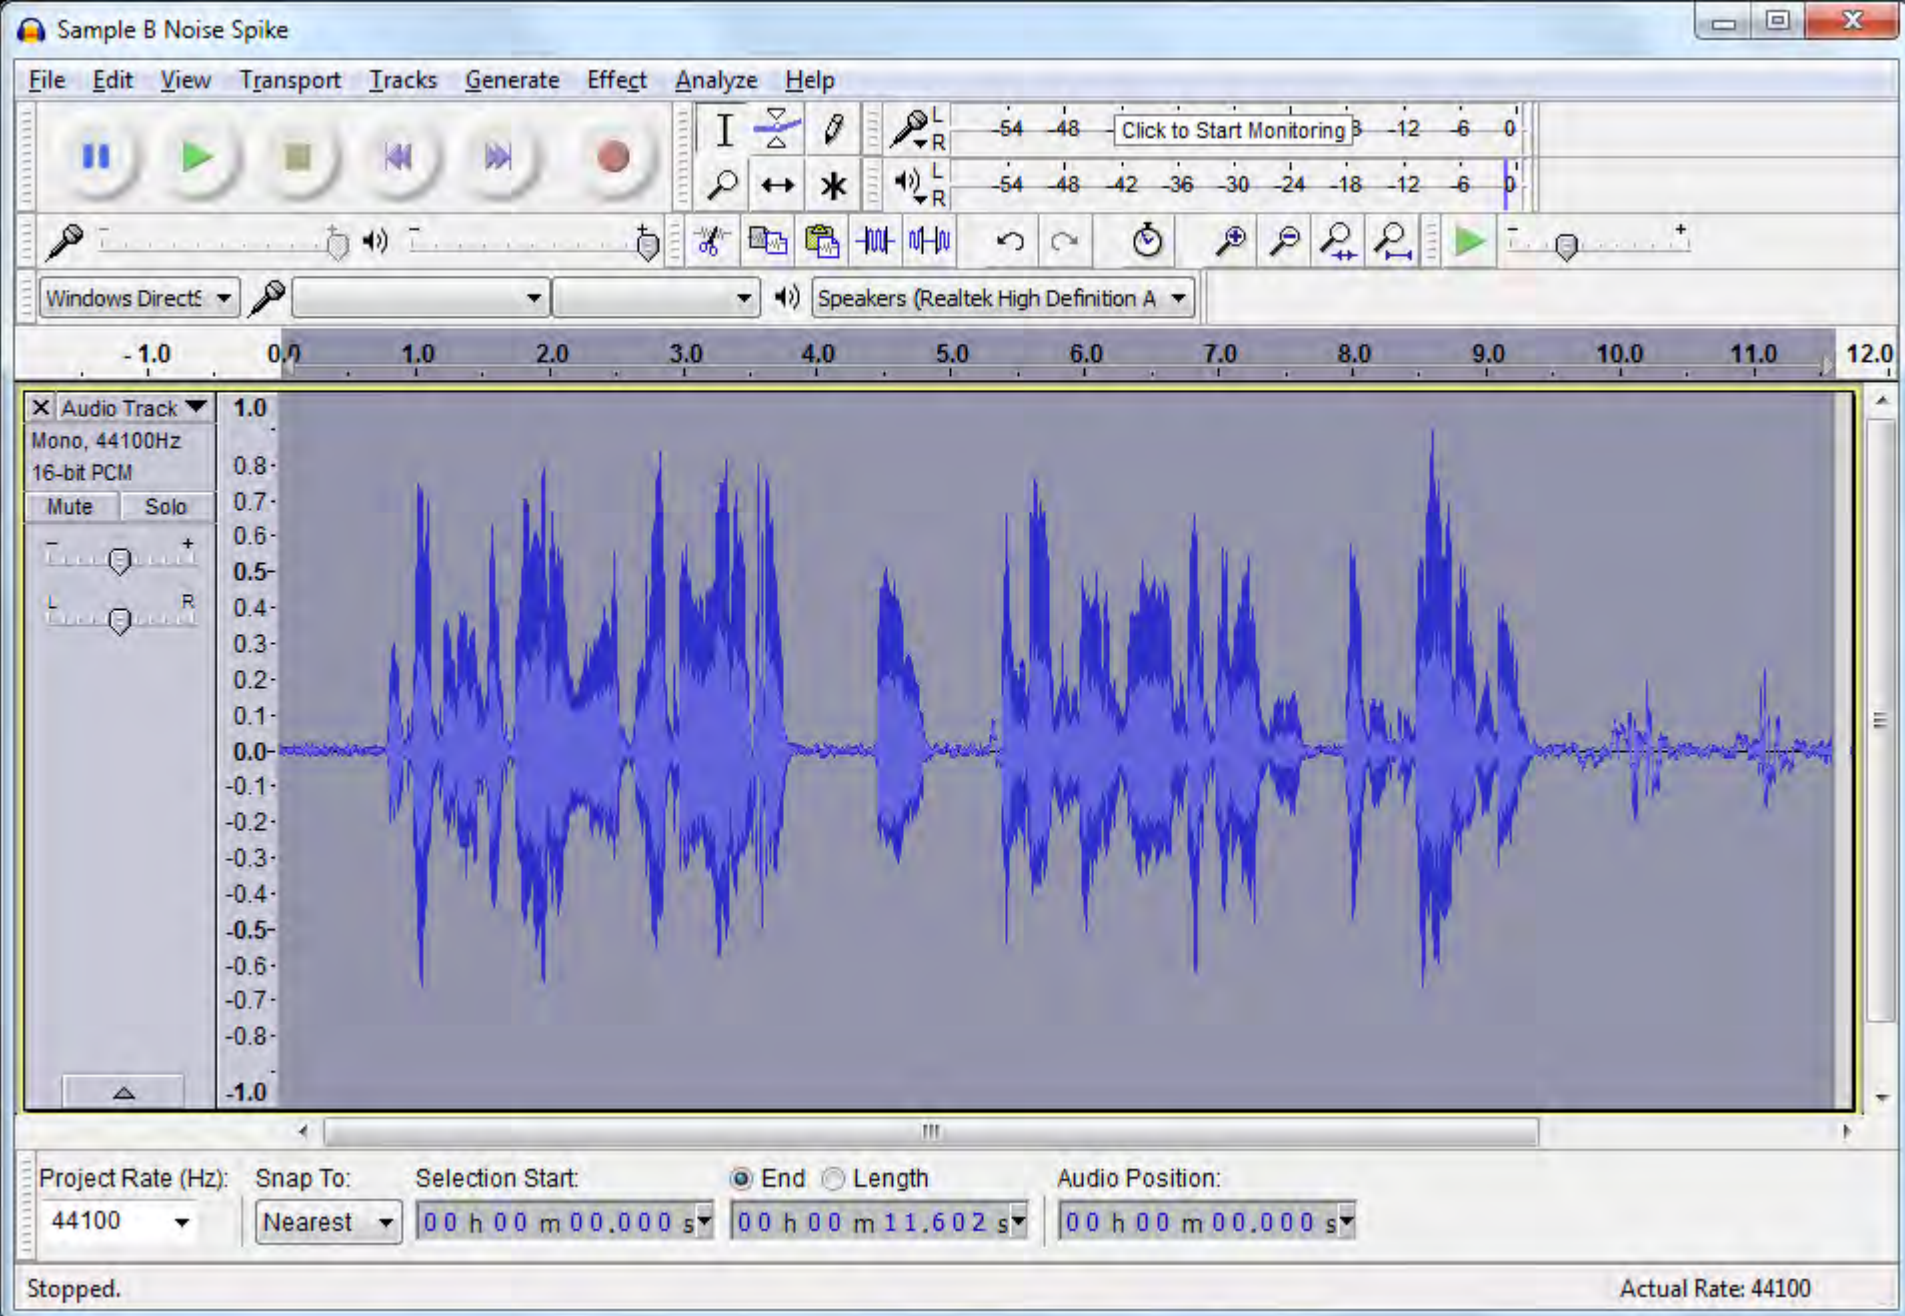 Sample B Noise Spike
File Edit View Transport Tracks Generate Effect Analyze Help
L -54 -48 - Click to Start Monitoring 8 -12 -6 0
R
L -54 -48 -42 -36 -30 -24 -18 -12 -6 0
R
- + - +
- +
Windows DirectS Speakers (Realtek High Definition A
- 1.0 0.0 1.0 2.0 3.0 4.0 5.0 6.0 7.0 8.0 9.0 10.0 11.0 12.0
X Audio Track
Mono, 44100Hz
16-bit PCM
Mute Solo
- +
L R
1.0
0.8
0.7
0.6
0.5
0.4
0.3
0.2
0.1
0.0
-0.1
-0.2
-0.3
-0.4
-0.5
-0.6
-0.7
-0.8
-1.0
Project Rate (Hz): Snap To: Selection Start: End Length Audio Position:
44100 Nearest 00 h 00 m 00.000 s 00 h 00 m 11.602 s 00 h 00 m 00.000 s
Stopped. Actual Rate: 44100